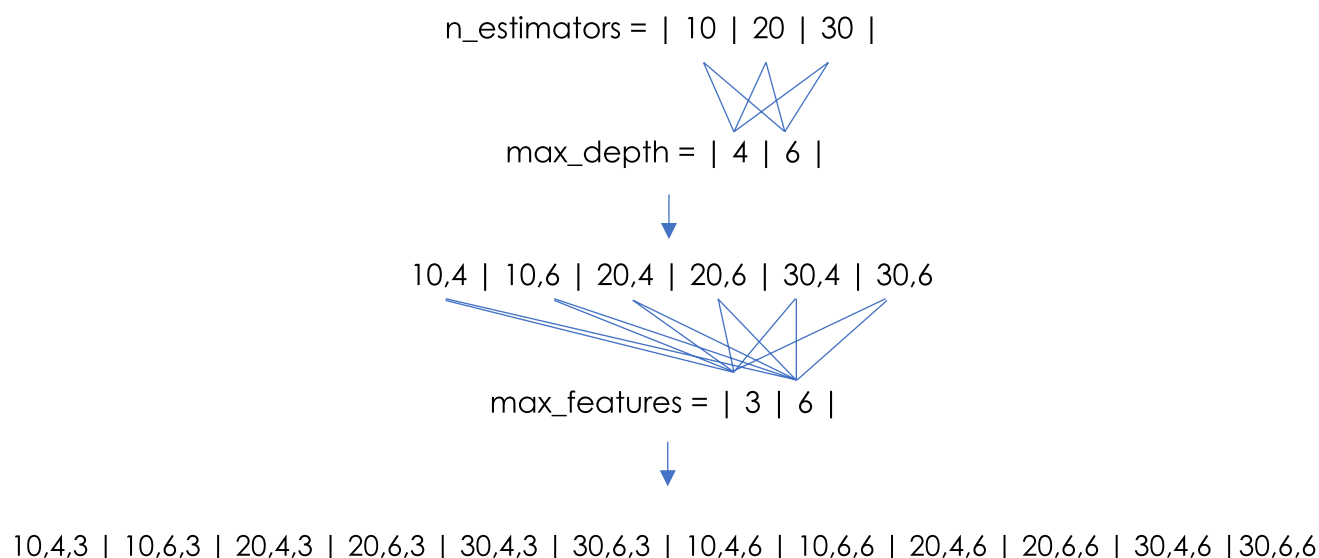 n_estimators = | 10 | 20 | 30 |
max_depth = | 4 | 6 |
10,4 | 10,6 | 20,4 | 20,6 | 30,4 | 30,6
max_features = | 3 | 6 |
10,4,3 | 10,6,3 | 20,4,3 | 20,6,3 | 30,4,3 | 30,6,3 | 10,4,6 | 10,6,6 | 20,4,6 | 20,6,6 | 30,4,6 |30,6,6